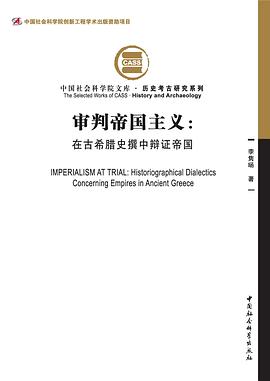 中国社会科学院创新工程学术出版资助项目
CASS
中国社会科学院文库·历史考古研究系列
The Selected Works of CASS · History and Archaeology
审判帝国主义：
在古希腊史撰中辩证帝国
IMPERIALISM AT TRIAL: Historiographical Dialectics
Concerning Empires in Ancient Greece
李隽旸 著
中国社会科学出版社